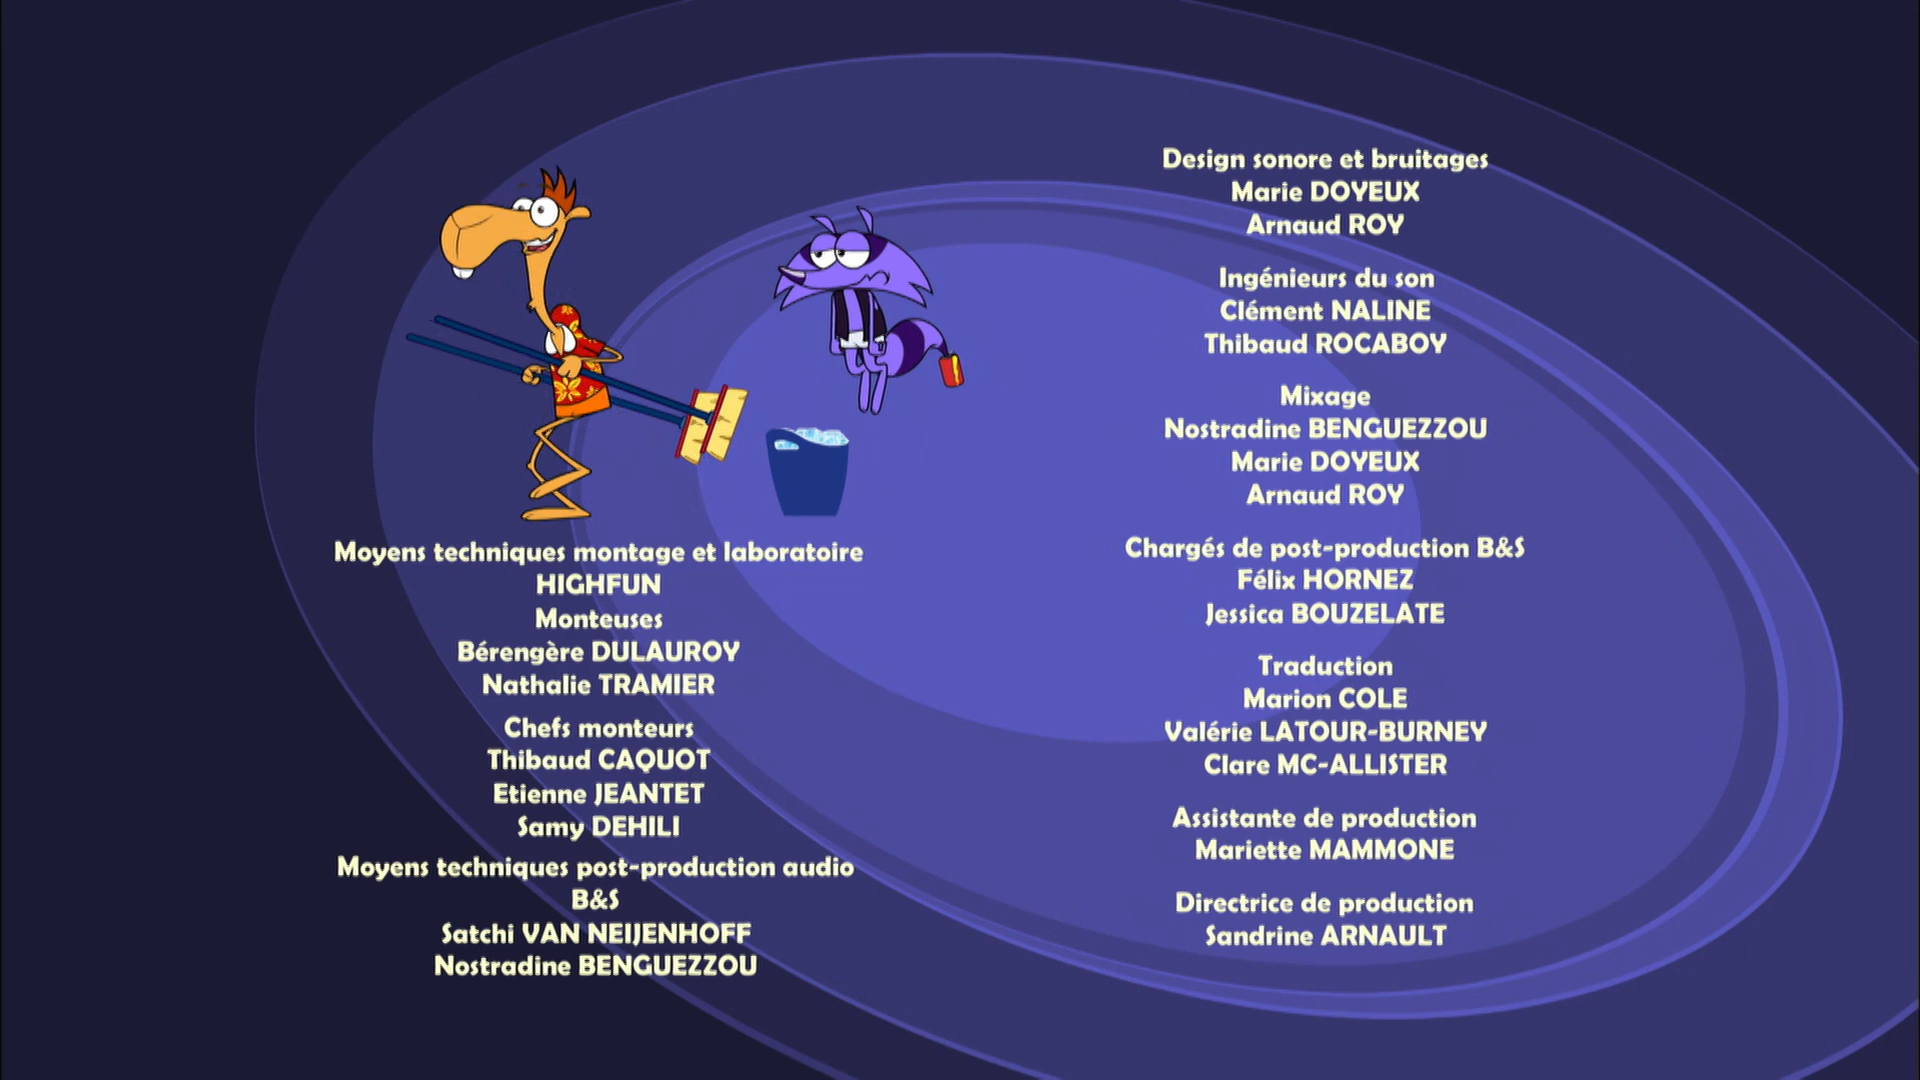 Moyens techniques montage et laboratoire
HIGHFUN
Monteuses
Bérengère DULAUROY
Nathalie TRAMIER
Chefs monteurs
Thibaud CAQUOT
Etienne JEANTET
Samy DEHILI
Moyens techniques post-production audio
B&S
Satchi VAN NEIJENHOFF
Nostradine BENGUEZZOU
Design sonore et bruitages
Marie DOYEUX
Arnaud ROY
Ingénieurs du son
Clément NALINE
Thibaud ROCABOY
Mixage
Nostradine BENGUEZZOU
Marie DOYEUX
Arnaud ROY
Chargés de post-production B&S
Félix HORNEZ
Jessica BOUZELATE
Traduction
Marion COLE
Valérie LATOUR-BURNEY
Clare MC-ALLISTER
Assistante de production
Mariette MAMMONE
Directrice de production
Sandrine ARNAULT